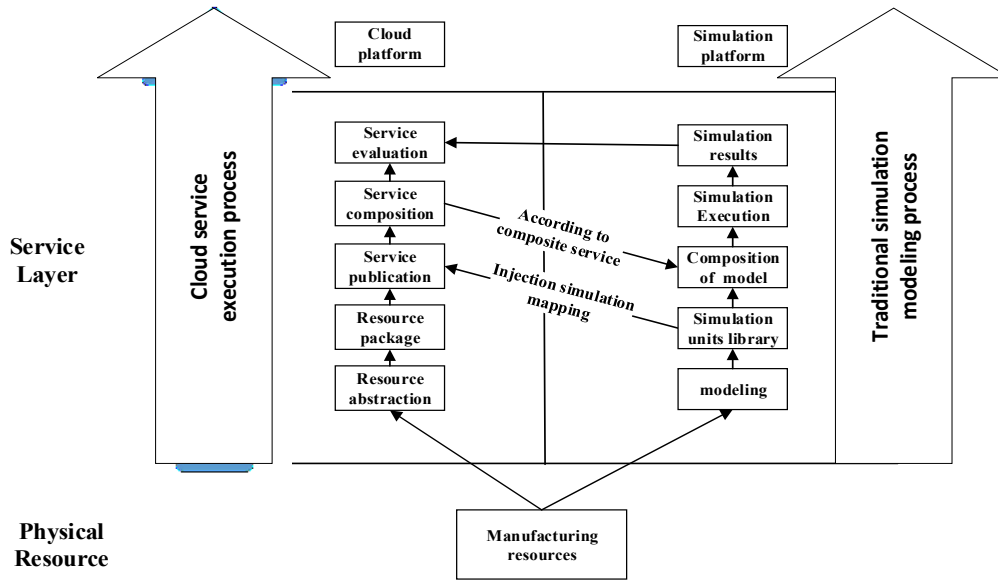 Cloud
platform
Simulation
platform
Service
evaluation
Simulation
results
Service
composition
Simulation
Execution
According to
composite service
Service
publication
Composition
of model
Injection simulation
mapping
Resource
package
Simulation
units library
Resource
abstraction
modeling
Cloud service
execution process
Traditional simulation
modeling process
Service
Layer
Manufacturing
resources
Physical
Resource